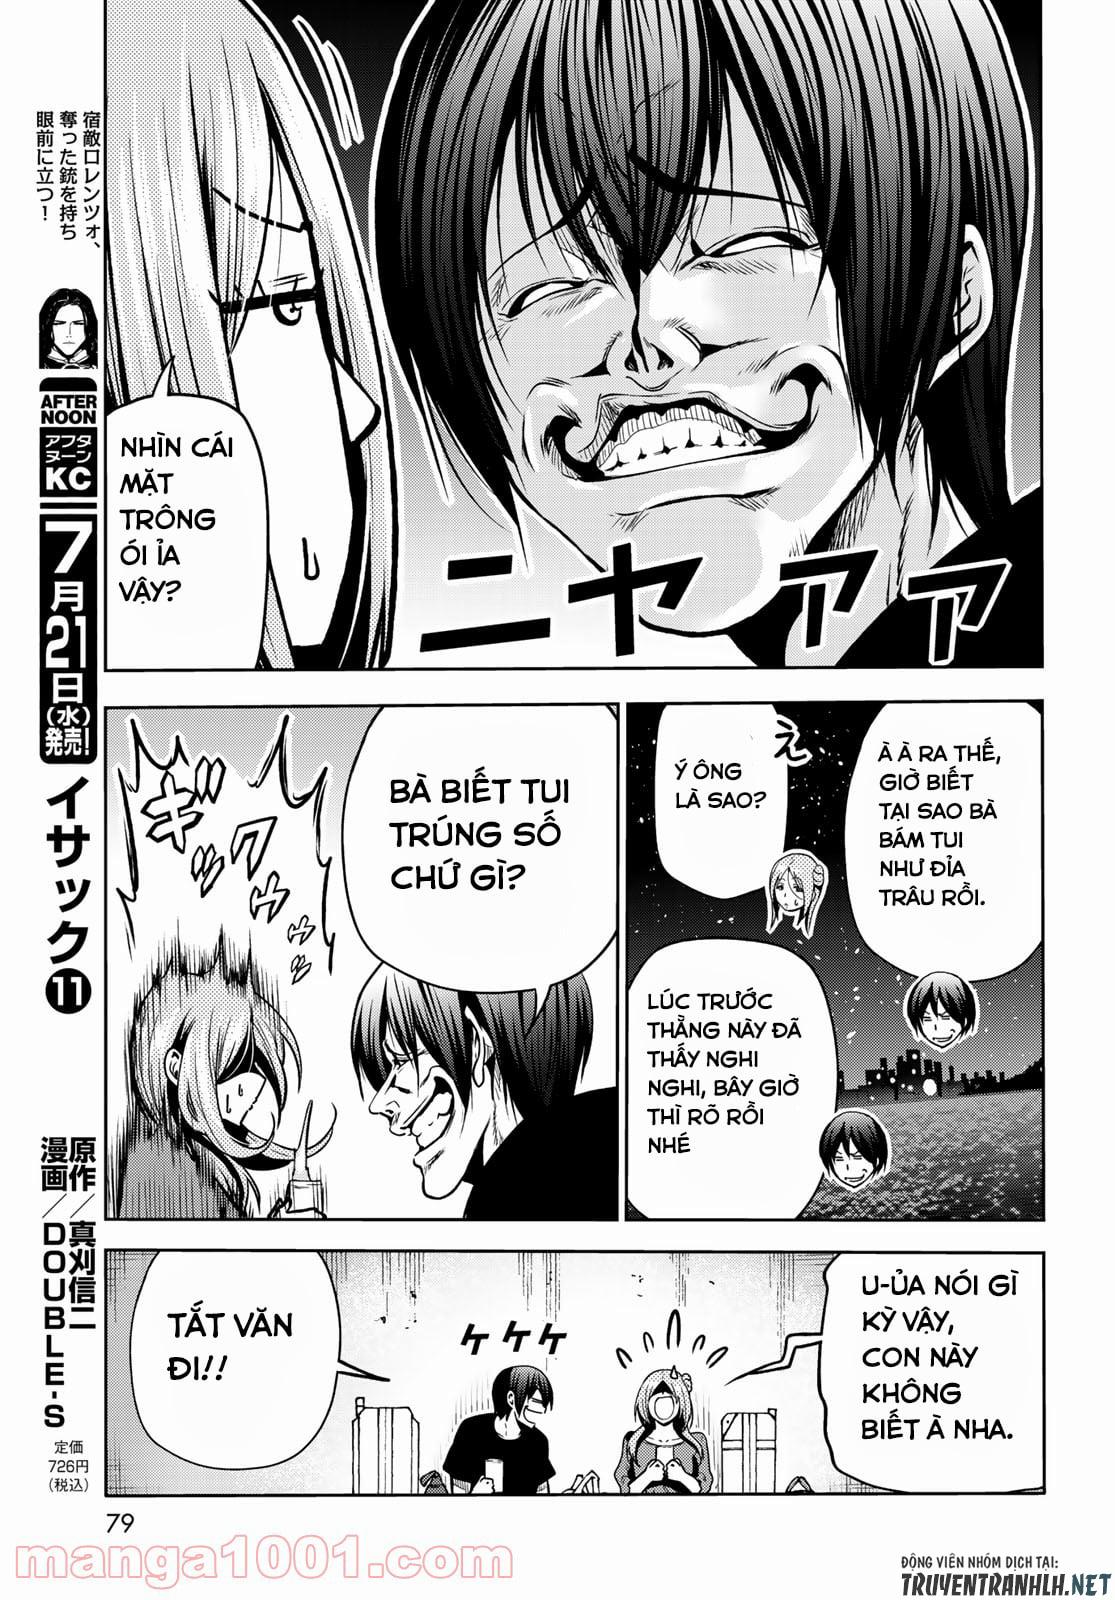 宿敵ロレンツォ、
奪った銃を持ち
眼前に立つ！
AFTER
NOON
アフタ
ヌーン
KC
7月21日(水)発売!
イサック⑪
原作／真刈信二
漫画／DOUBLE-S
定価
726円
(税込)
NHÌN CÁI
MẶT
TRÔNG
ÓI ỈA
VẬY?
ニヤアア
À À RA THẾ,
GIỜ BIẾT
TẠI SAO BÀ
BÁM TUI
NHƯ ĐỈA
TRÂU RỒI.
え
Ý ÔNG
LÀ SAO?
LÚC TRƯỚC
THẰNG NÀY ĐÃ
THẤY NGHI
NGHI, BÂY GIỜ
THÌ RÕ RỒI
NHÉ
BÀ BIẾT TUI
TRÚNG SỐ
CHỨ GÌ?
ギクゥッ
U-ỦA NÓI GÌ
KỲ VẬY,
CON NÀY
KHÔNG
BIẾT À NHA.
ケケケ
TẮT VĂN
ĐI!!
79
manga1001.com
ĐỘNG VIÊN NHÓM DỊCH TẠI:
TRUYENTRANHLH.NET